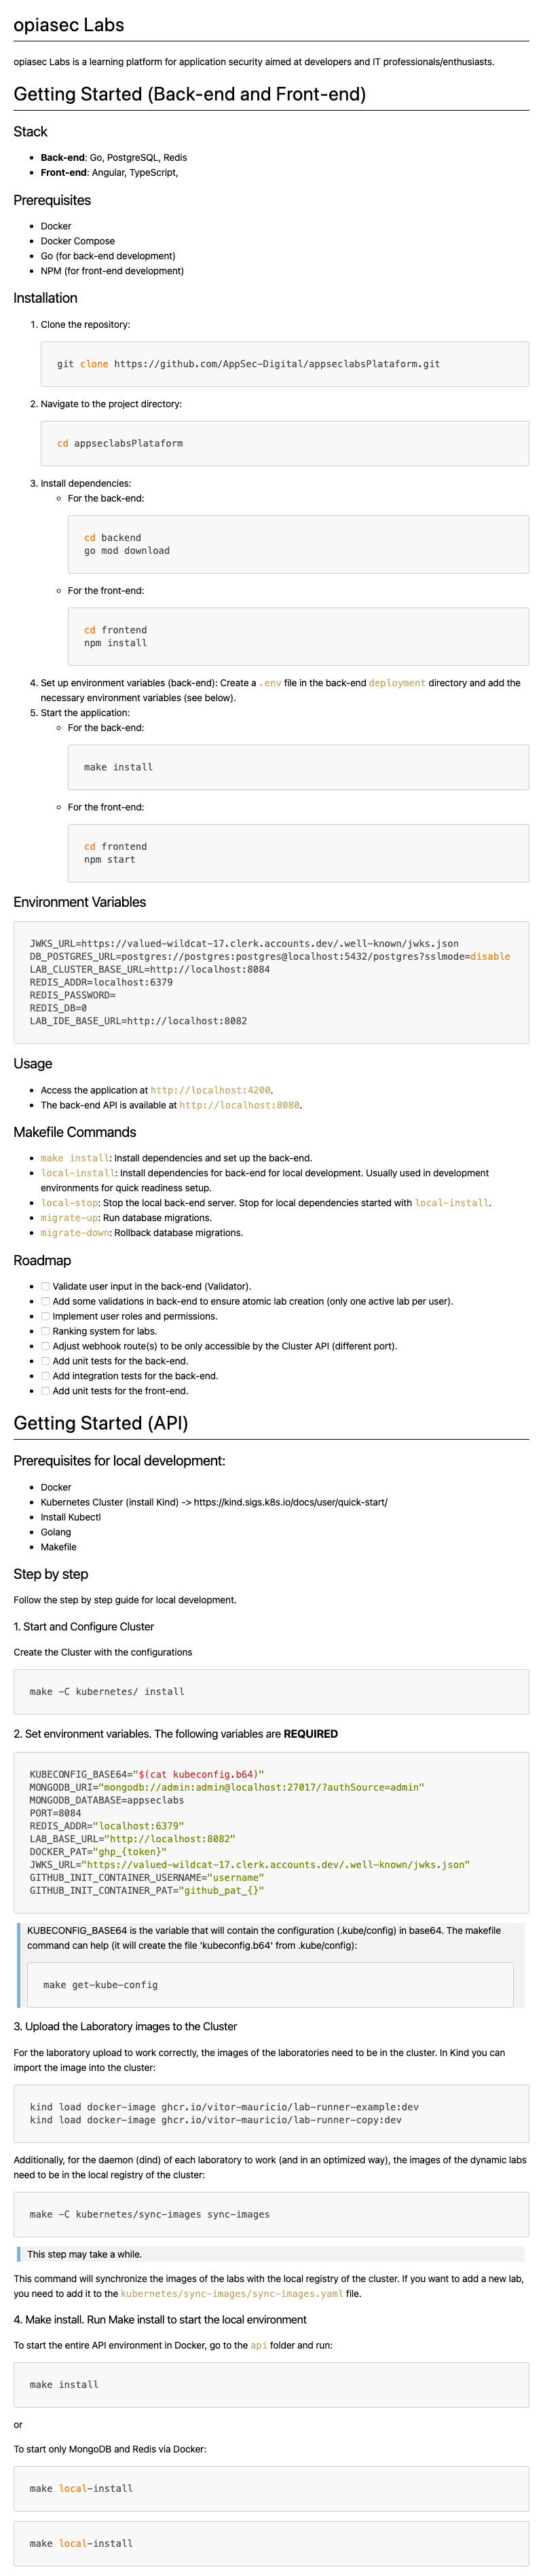 opiasec Labs
opiasec Labs is a learning platform for application security aimed at developers and IT professionals/enthusiasts.
Getting Started (Back-end and Front-end)
Stack
• Back-end: Go, PostgreSQL, Redis
• Front-end: Angular, TypeScript,
Prerequisites
• Docker
• Docker Compose
• Go (for back-end development)
• NPM (for front-end development)
Installation
1. Clone the repository:
git clone https://github.com/AppSec-Digital/appseclabsPlataform.git
2. Navigate to the project directory:
cd appseclabsPlataform
3. Install dependencies:
◦ For the back-end:
cd backend
go mod download
◦ For the front-end:
cd frontend
npm install
4. Set up environment variables (back-end): Create a .env file in the back-end deployment directory and add the
necessary environment variables (see below).
5. Start the application:
◦ For the back-end:
make install
◦ For the front-end:
cd frontend
npm start
Environment Variables
JWKS_URL=https://valued-wildcat-17.clerk.accounts.dev/.well-known/jwks.json
DB_POSTGRES_URL=postgres://postgres:postgres@localhost:5432/postgres?sslmode=disable
LAB_CLUSTER_BASE_URL=http://localhost:8084
REDIS_ADDR=localhost:6379
REDIS_PASSWORD=
REDIS_DB=0
LAB_IDE_BASE_URL=http://localhost:8082
Usage
• Access the application at http://localhost:4200.
• The back-end API is available at http://localhost:8080.
Makefile Commands
• make install: Install dependencies and set up the back-end.
• local-install: Install dependencies for back-end for local development. Usually used in development
environments for quick readiness setup.
• local-stop: Stop the local back-end server. Stop for local dependencies started with local-install.
• migrate-up: Run database migrations.
• migrate-down: Rollback database migrations.
Roadmap
• Validate user input in the back-end (Validator).
• Add some validations in back-end to ensure atomic lab creation (only one active lab per user).
• Implement user roles and permissions.
• Ranking system for labs.
• Adjust webhook route(s) to be only accessible by the Cluster API (different port).
• Add unit tests for the back-end.
• Add integration tests for the back-end.
• Add unit tests for the front-end.
Getting Started (API)
Prerequisites for local development:
• Docker
• Kubernetes Cluster (install Kind) -> https://kind.sigs.k8s.io/docs/user/quick-start/
• Install Kubectl
• Golang
• Makefile
Step by step
Follow the step by step guide for local development.
1. Start and Configure Cluster
Create the Cluster with the configurations
make -C kubernetes/ install
2. Set environment variables. The following variables are REQUIRED
KUBECONFIG_BASE64="$(cat kubeconfig.b64)"
MONGODB_URI="mongodb://admin:admin@localhost:27017/?authSource=admin"
MONGODB_DATABASE=appseclabs
PORT=8084
REDIS_ADDR="localhost:6379"
LAB_BASE_URL="http://localhost:8082"
DOCKER_PAT="ghp_{token}"
JWKS_URL="https://valued-wildcat-17.clerk.accounts.dev/.well-known/jwks.json"
GITHUB_INIT_CONTAINER_USERNAME="username"
GITHUB_INIT_CONTAINER_PAT="github_pat_{}"
KUBECONFIG_BASE64 is the variable that will contain the configuration (.kube/config) in base64. The makefile
command can help (it will create the file 'kubeconfig.b64' from .kube/config):
make get-kube-config
3. Upload the Laboratory images to the Cluster
For the laboratory upload to work correctly, the images of the laboratories need to be in the cluster. In Kind you can
import the image into the cluster:
kind load docker-image ghcr.io/vitor-mauricio/lab-runner-example:dev
kind load docker-image ghcr.io/vitor-mauricio/lab-runner-copy:dev
Additionally, for the daemon (dind) of each laboratory to work (and in an optimized way), the images of the dynamic labs
need to be in the local registry of the cluster:
make -C kubernetes/sync-images sync-images
This step may take a while.
This command will synchronize the images of the labs with the local registry of the cluster. If you want to add a new lab,
you need to add it to the kubernetes/sync-images/sync-images.yaml file.
4. Make install. Run Make install to start the local environment
To start the entire API environment in Docker, go to the api folder and run:
make install
or
To start only MongoDB and Redis via Docker:
make local-install
make local-install